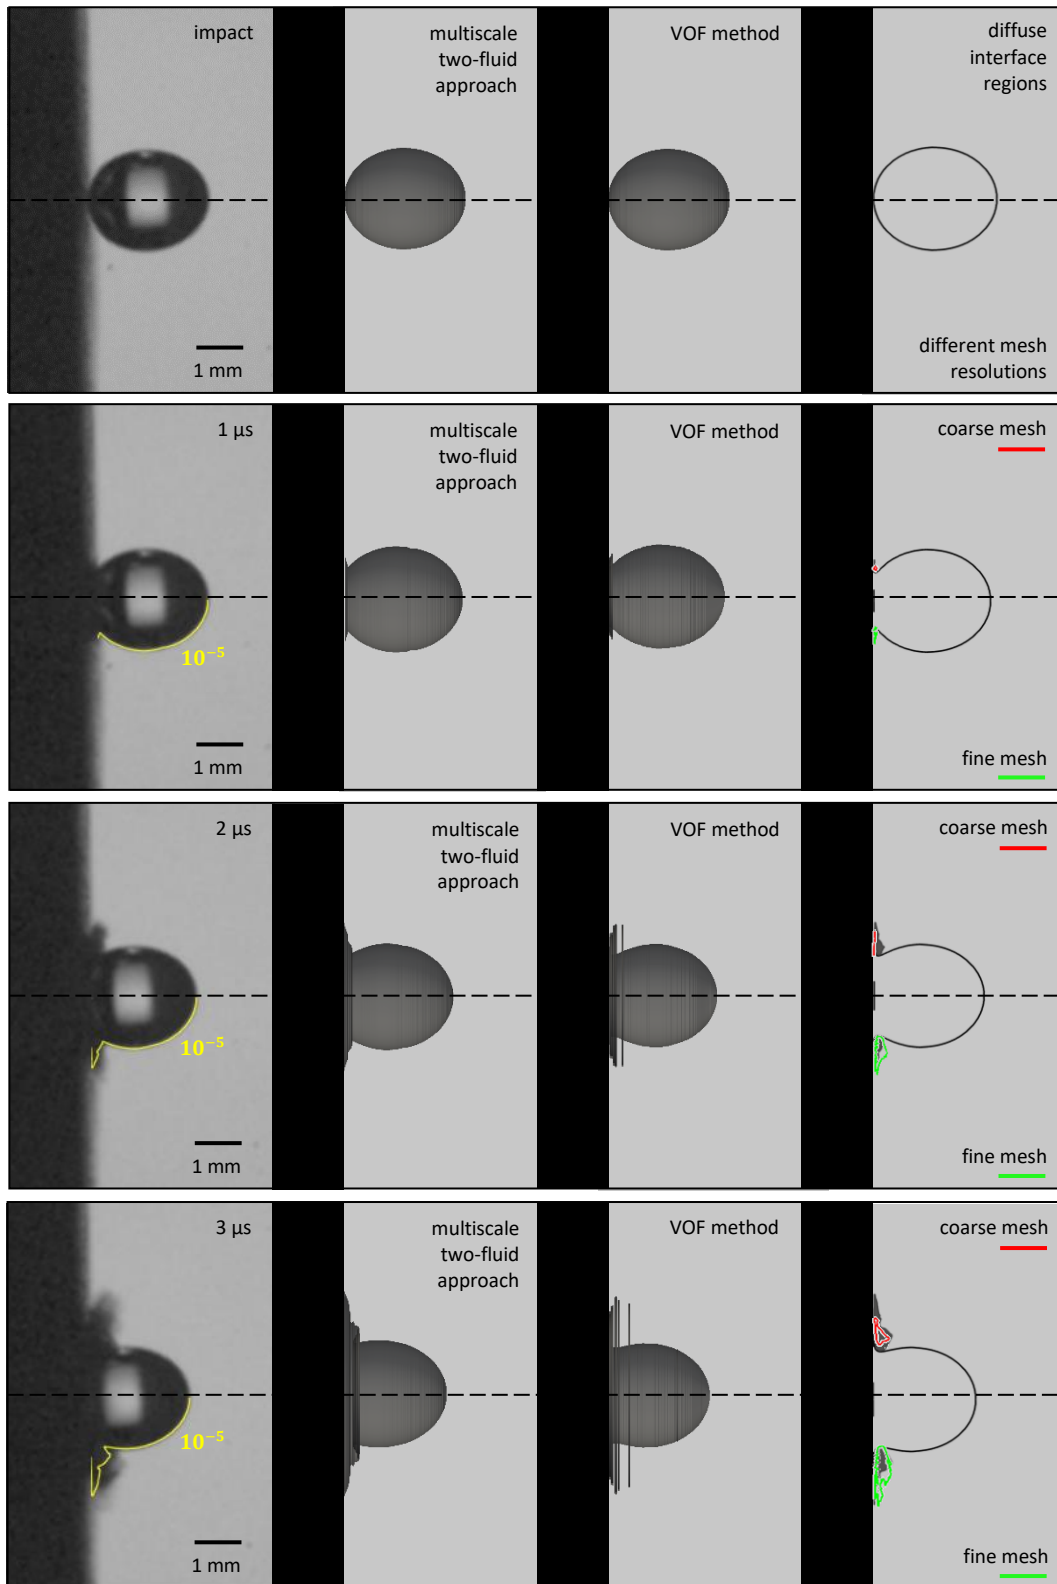 impact
multiscale
two-fluid
approach
VOF method
diffuse
interface
regions
1 mm
different mesh
resolutions
1 µs
multiscale
two-fluid
approach
VOF method
coarse mesh
10⁻⁵
1 mm
fine mesh
2 µs
multiscale
two-fluid
approach
VOF method
coarse mesh
10⁻⁵
1 mm
fine mesh
3 µs
multiscale
two-fluid
approach
VOF method
coarse mesh
10⁻⁵
1 mm
fine mesh